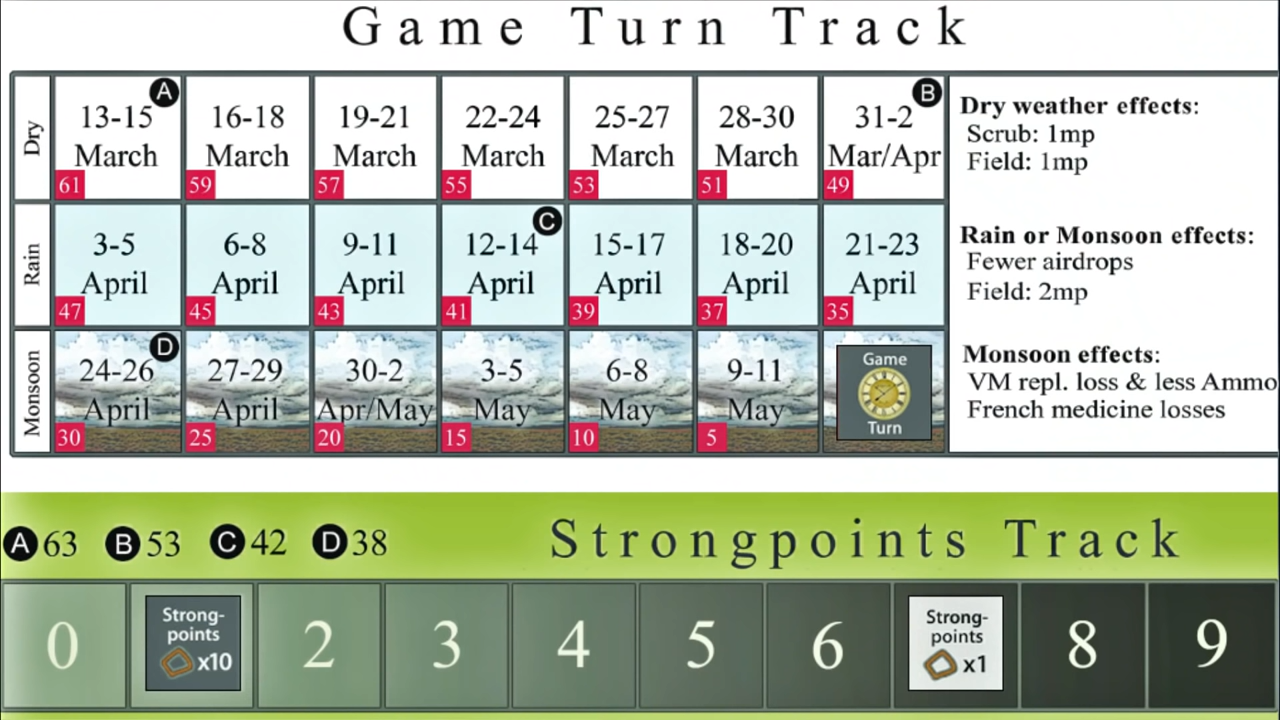 Game Turn Track
Dry
13-15 A
March
61
16-18
March
59
19-21
March
57
22-24
March
55
25-27
March
53
28-30
March
51
31-2 B
Mar/Apr
49
Dry weather effects:
Scrub: 1mp
Field: 1mp
Rain
3-5
April
47
6-8
April
45
9-11
April
43
12-14 C
April
41
15-17
April
39
18-20
April
37
21-23
April
35
Rain or Monsoon effects:
Fewer airdrops
Field: 2mp
Monsoon
24-26 D
April
30
27-29
April
25
30-2
Apr/May
20
3-5
May
15
6-8
May
10
9-11
May
5
Game
Turn
Monsoon effects:
VM repl. loss & less Ammo
French medicine losses
A 63 B 53 C 42 D 38
Strongpoints Track
0
Strong-
points
x10
2
3
4
5
6
Strong-
points
x1
8
9